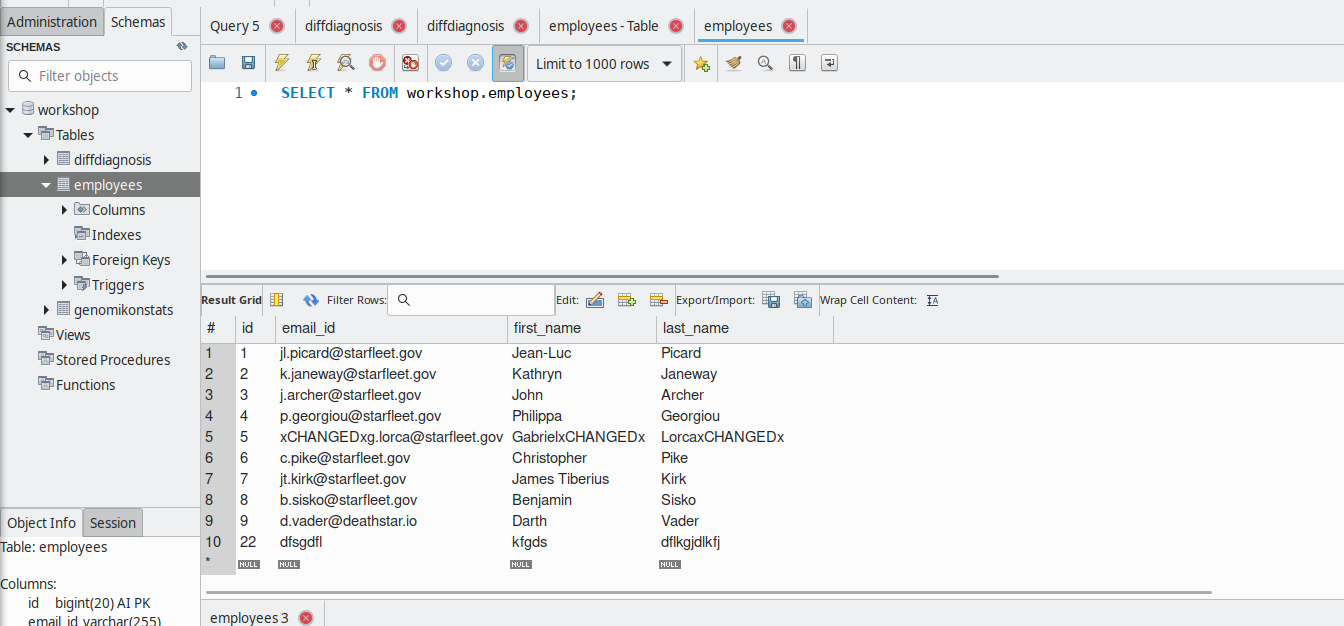 Administration Schemas
SCHEMAS
Filter objects
workshop
Tables
diffdiagnosis
employees
Columns
Indexes
Foreign Keys
Triggers
genomikonstats
Views
Stored Procedures
Functions
Object Info Session
Table: employees
Columns:
id bigint(20) AI PK
email_id varchar(255)
Query 5 diffdiagnosis diffdiagnosis employees - Table employees
Limit to 1000 rows
1 SELECT * FROM workshop.employees;
Result Grid Filter Rows: Edit: Export/Import: Wrap Cell Content: IA
# id email_id first_name last_name
1 1 jl.picard@starfleet.gov Jean-Luc Picard
2 2 k.janeway@starfleet.gov Kathryn Janeway
3 3 j.archer@starfleet.gov John Archer
4 4 p.georgiou@starfleet.gov Philippa Georgiou
5 5 xCHANGEDxg.lorca@starfleet.gov GabrielxCHANGEDx LorcaxCHANGEDx
6 6 c.pike@starfleet.gov Christopher Pike
7 7 jt.kirk@starfleet.gov James Tiberius Kirk
8 8 b.sisko@starfleet.gov Benjamin Sisko
9 9 d.vader@deathstar.io Darth Vader
10 22 dfsgdfl kfgds dflkgjdlkfj
* NULL NULL NULL NULL
employees 3